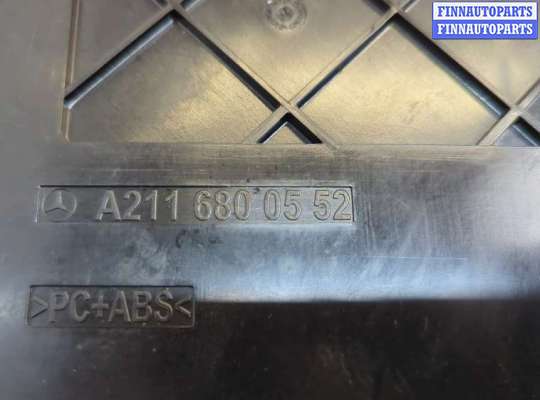 FINNAUTOPARTS
FINNAUTOPARTS
A211 680 05 52
>PC+ABS<